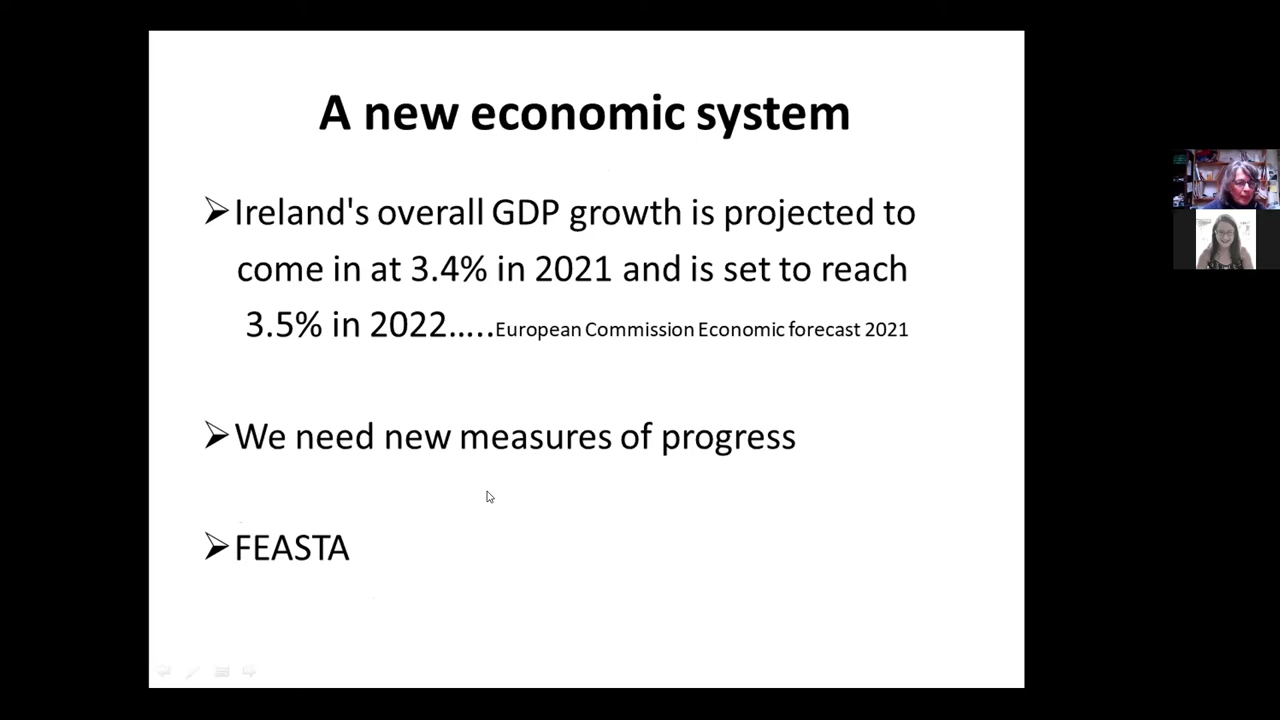 A new economic system
Ireland's overall GDP growth is projected to
come in at 3.4% in 2021 and is set to reach
3.5% in 2022…..European Commission Economic forecast 2021
We need new measures of progress
FEASTA